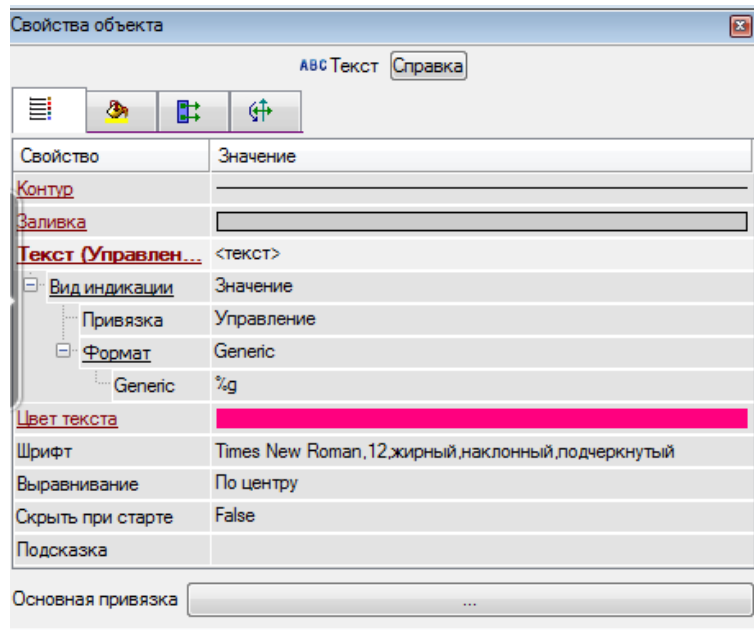 Свойства объекта
ABC Текст Справка
Свойство Значение
Контур
Заливка
Текст (Управлен... <текст>
Вид индикации Значение
Привязка Управление
Формат Generic
Generic %g
Цвет текста
Шрифт Times New Roman,12,жирный,наклонный,подчеркнутый
Выравнивание По центру
Скрыть при старте False
Подсказка
Основная привязка ...